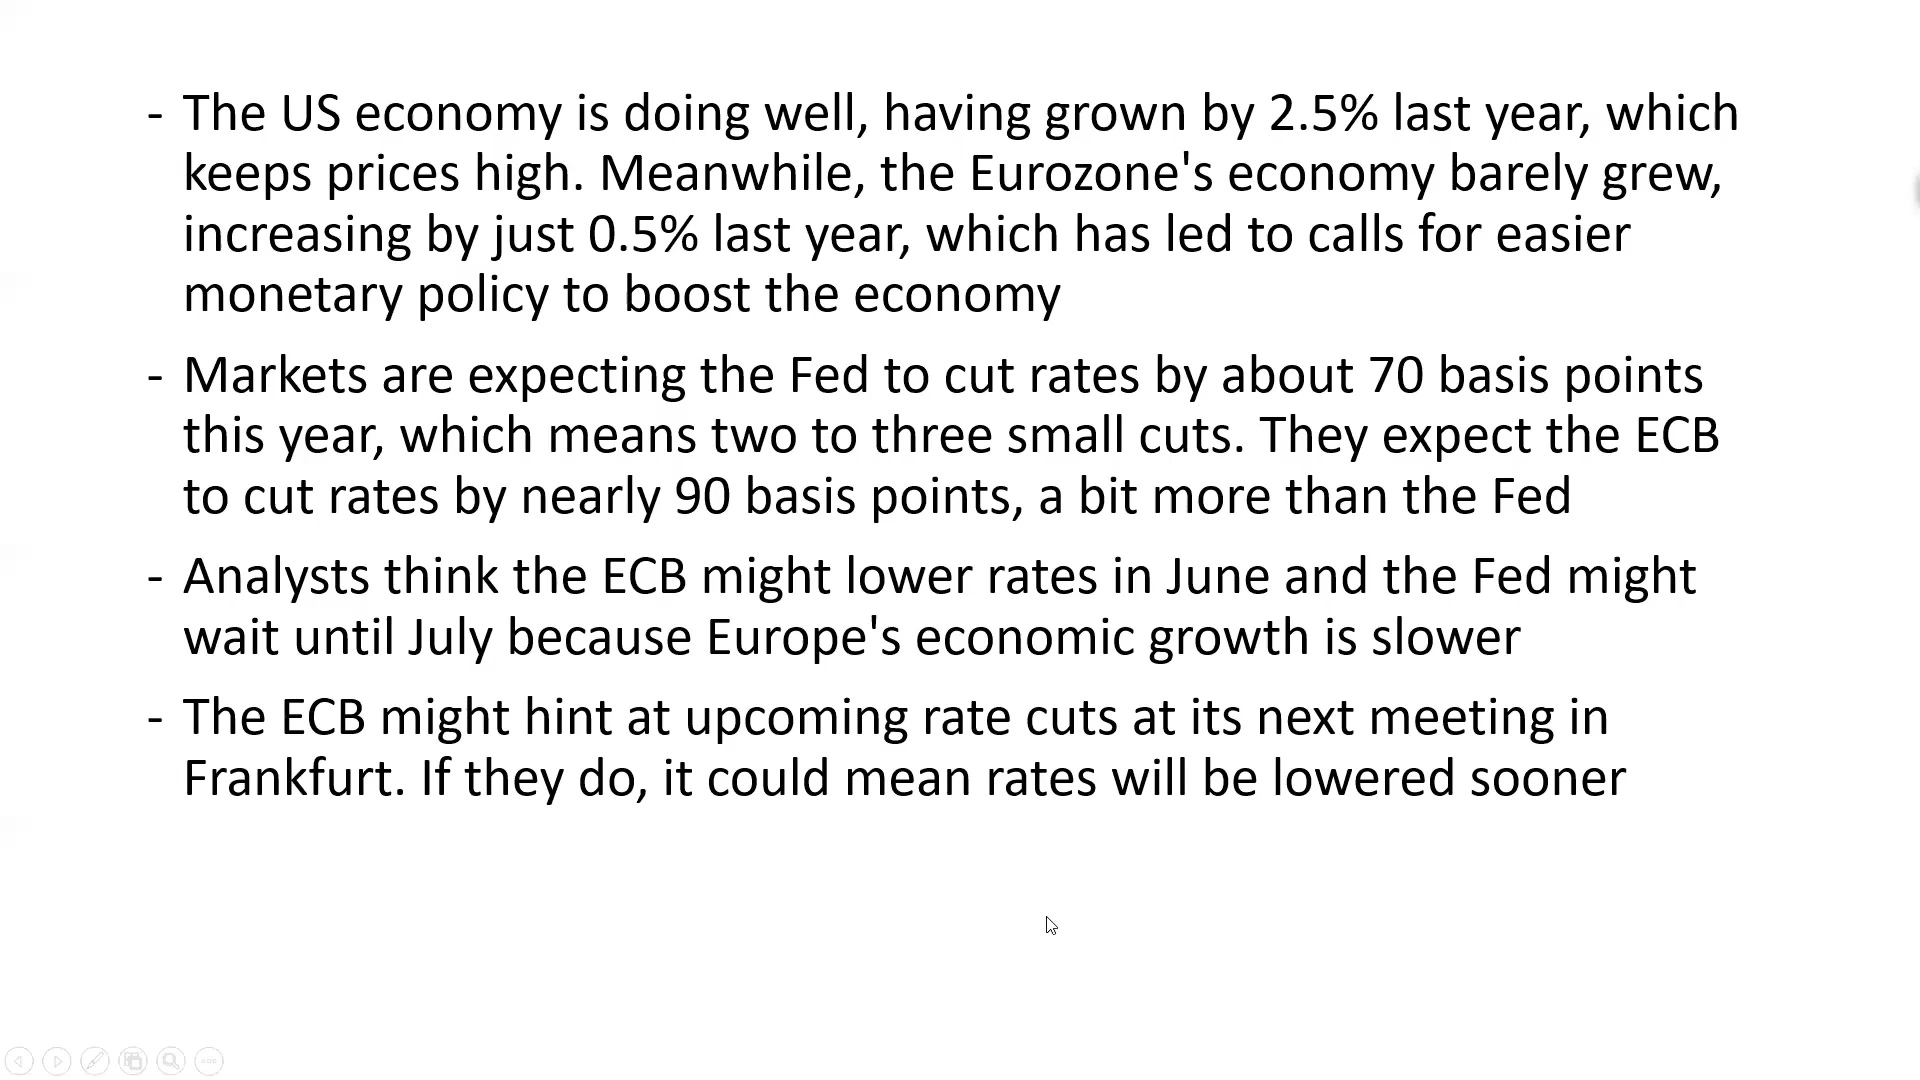 - The US economy is doing well, having grown by 2.5% last year, which
keeps prices high. Meanwhile, the Eurozone's economy barely grew,
increasing by just 0.5% last year, which has led to calls for easier
monetary policy to boost the economy
- Markets are expecting the Fed to cut rates by about 70 basis points
this year, which means two to three small cuts. They expect the ECB
to cut rates by nearly 90 basis points, a bit more than the Fed
- Analysts think the ECB might lower rates in June and the Fed might
wait until July because Europe's economic growth is slower
- The ECB might hint at upcoming rate cuts at its next meeting in
Frankfurt. If they do, it could mean rates will be lowered sooner